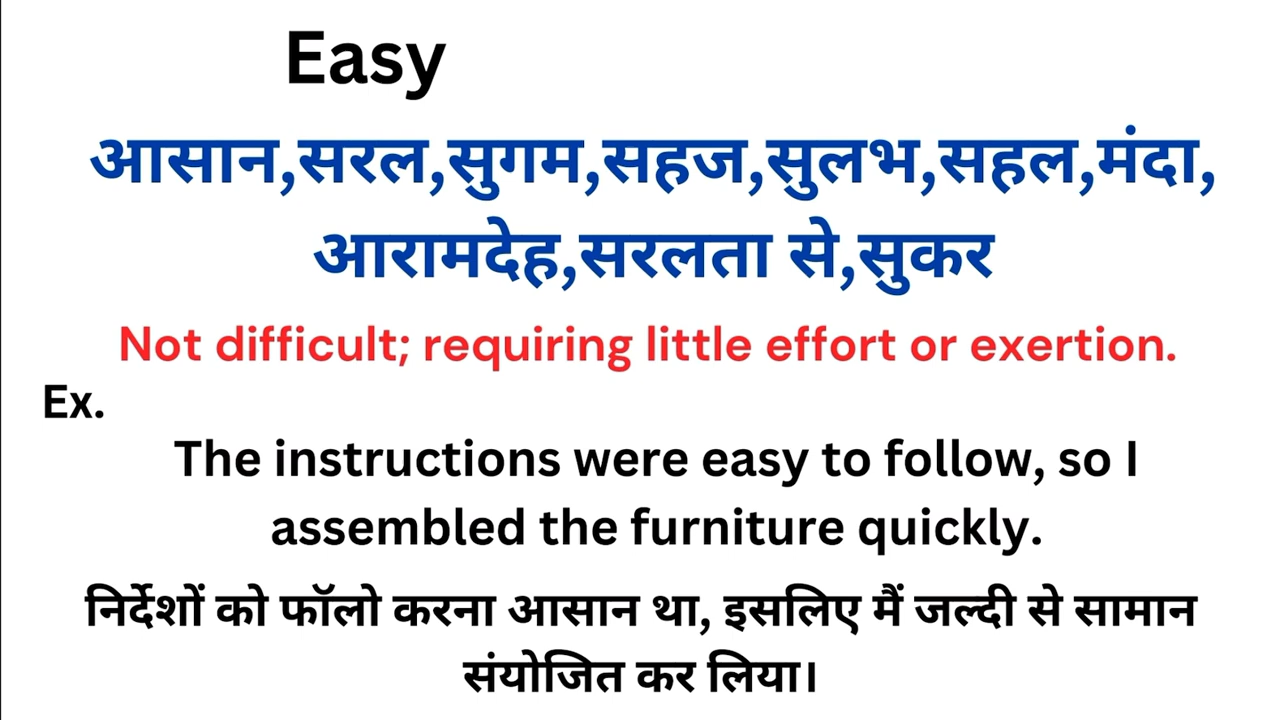 Easy
आसान,सरल,सुगम,सहज,सुलभ,सहल,मंदा,
आरामदेह,सरलता से,सुकर
Not difficult; requiring little effort or exertion.
Ex.
The instructions were easy to follow, so I
assembled the furniture quickly.
निर्देशों को फॉलो करना आसान था, इसलिए मैं जल्दी से सामान
संयोजित कर लिया।